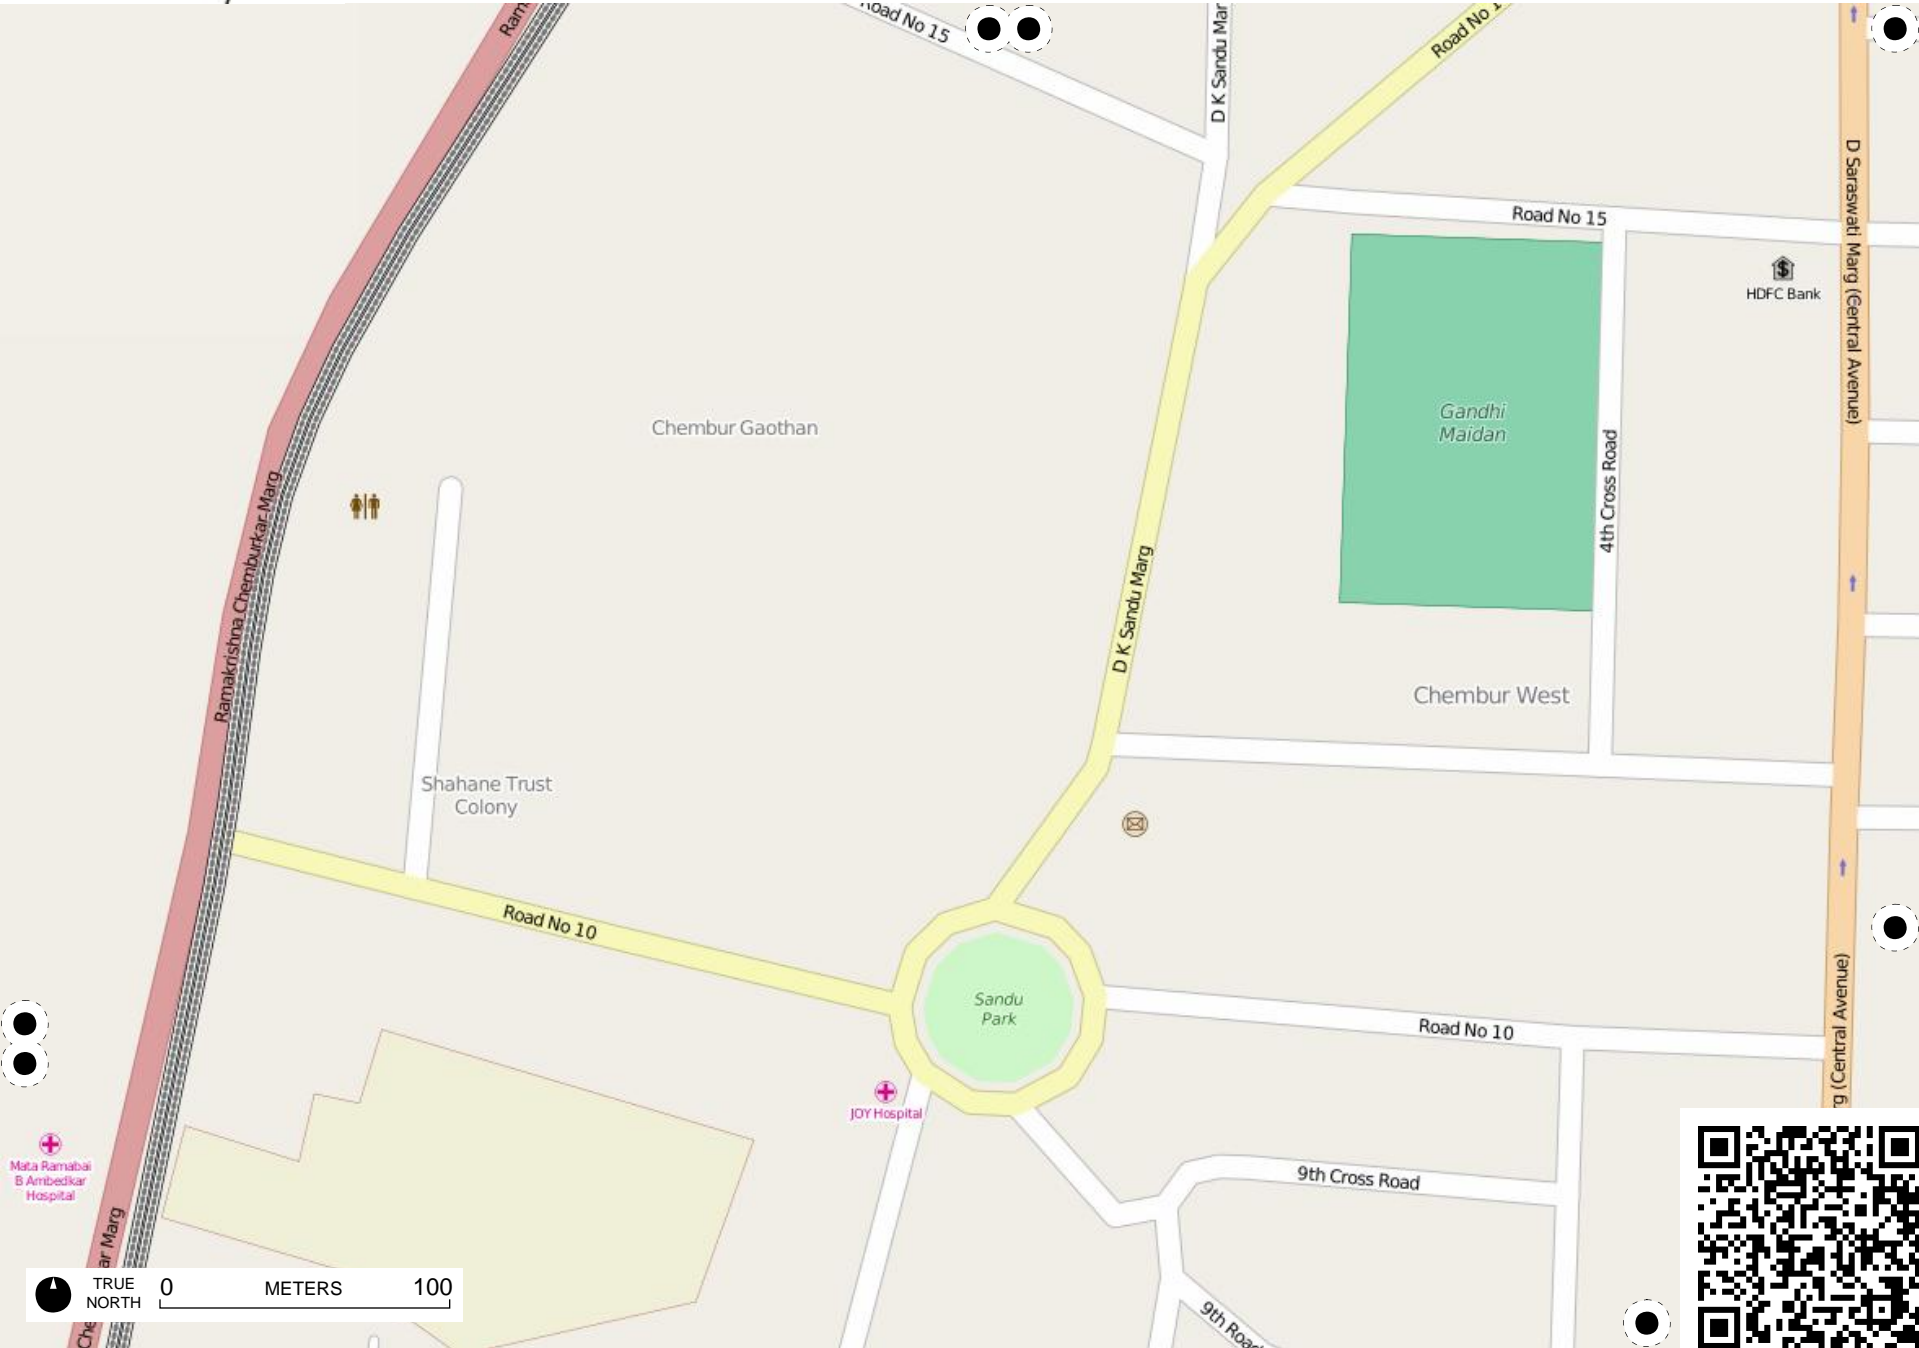 Road No 15
D K Sandu Mar
Road No 1
Road No 15
D Saraswati Marg (Central Avenue)
HDFC Bank
Gandhi
Maidan
Chembur Gaothan
4th Cross Road
Ramakrishna Chemburkar Marg
D K Sandu Marg
Chembur West
Shahane Trust
Colony
Road No 10
Sandu
Park
Road No 10
(Central Avenue)
JOY Hospital
Mata Ramabai
B Ambedkar
Hospital
9th Cross Road
ar Marg
9th Road
TRUE
NORTH
0 METERS 100